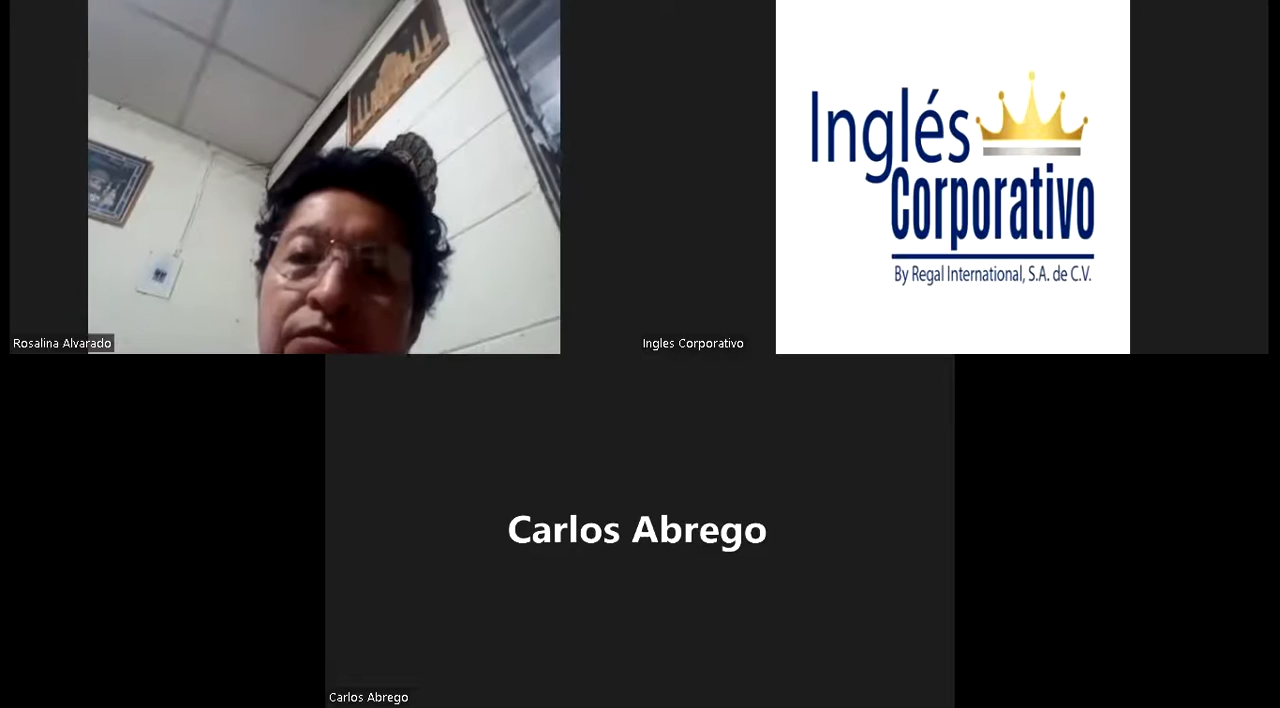 Inglés
Corporativo
By Regal International, S.A. de C.V.
Rosalina Alvarado
Ingles Corporativo
Carlos Abrego
Carlos Abrego